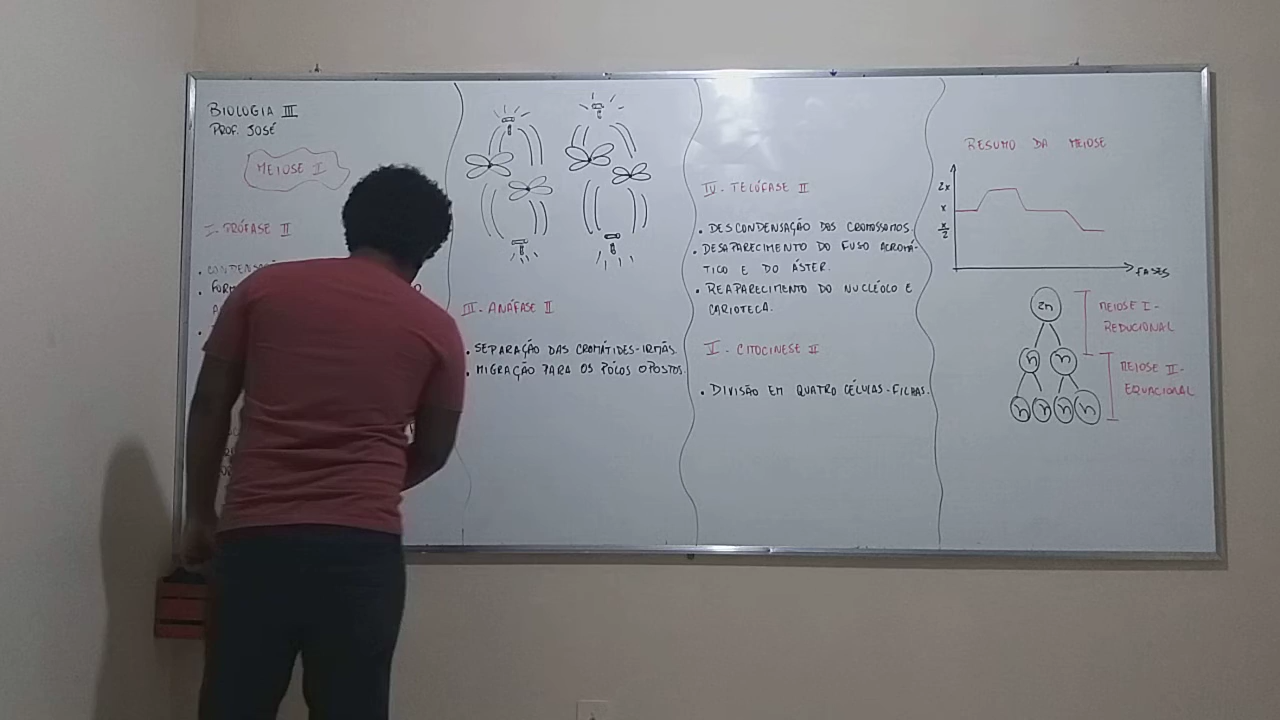 BIOLOGIA III
PROF. JOSÉ
MEIOSE II
I- PRÓFASE II
III- ANÁFASE II
• SEPARAÇÃO DAS CROMÁTIDES-IRMÃS.
• MIGRAÇÃO PARA OS PÓLOS OPOSTOS.
IV- TELÓFASE II
• DESCONDENSAÇÃO DOS CROMOSSOMOS.
• DESAPARECIMENTO DO FUSO ACROMÁ-
TICO E DO ÁSTER.
• REAPARECIMENTO DO NUCLÉOLO E
CARIOTECA.
V- CITOCINESE II
• DIVISÃO EM QUATRO CÉLULAS-FILHAS.
RESUMO DA MEIOSE
2x
x
x/2
FASES
2n
MEIOSE I-
REDUCIONAL
n n
MEIOSE II-
EQUACIONAL
n n n n